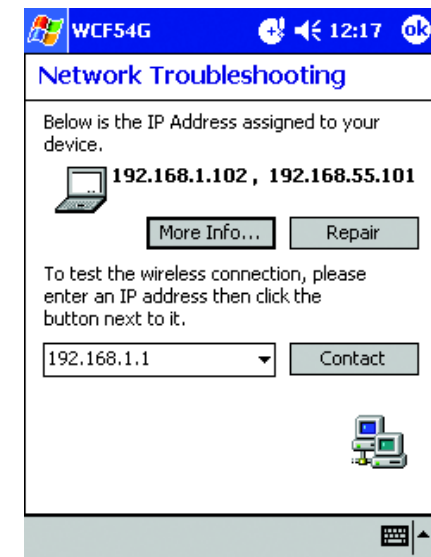 WCF54G 12:17 ok
Network Troubleshooting
Below is the IP Address assigned to your
device.
192.168.1.102 , 192.168.55.101
More Info... Repair
To test the wireless connection, please
enter an IP address then click the
button next to it.
192.168.1.1 Contact